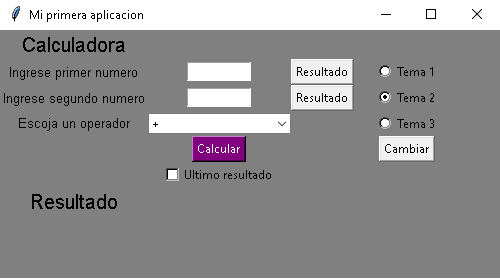 Mi primera aplicacion
Calculadora
Ingrese primer numero Resultado Tema 1
Ingrese segundo numero Resultado Tema 2
Escoja un operador + Tema 3
Calcular Cambiar
Ultimo resultado
Resultado